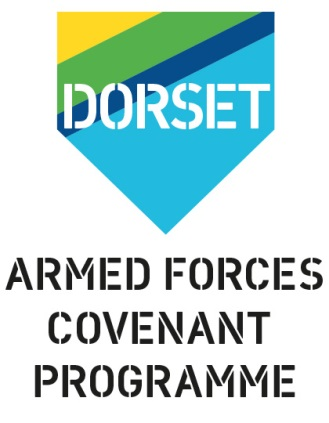 DORSET
ARMED FORCES
COVENANT
PROGRAMME